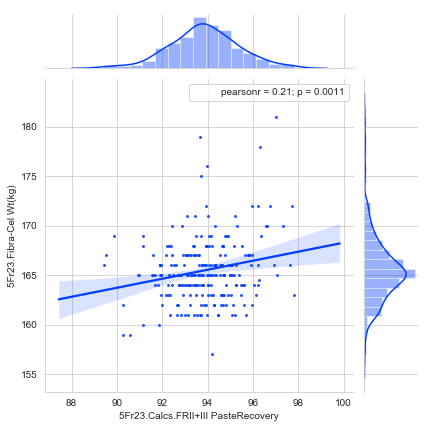 pearsonr = 0.21; p = 0.0011
180
175
170
165
160
155
5Fr23.Fibra-Cel Wt(kg)
88 90 92 94 96 98 100
5Fr23.Calcs.FRII+III PasteRecovery